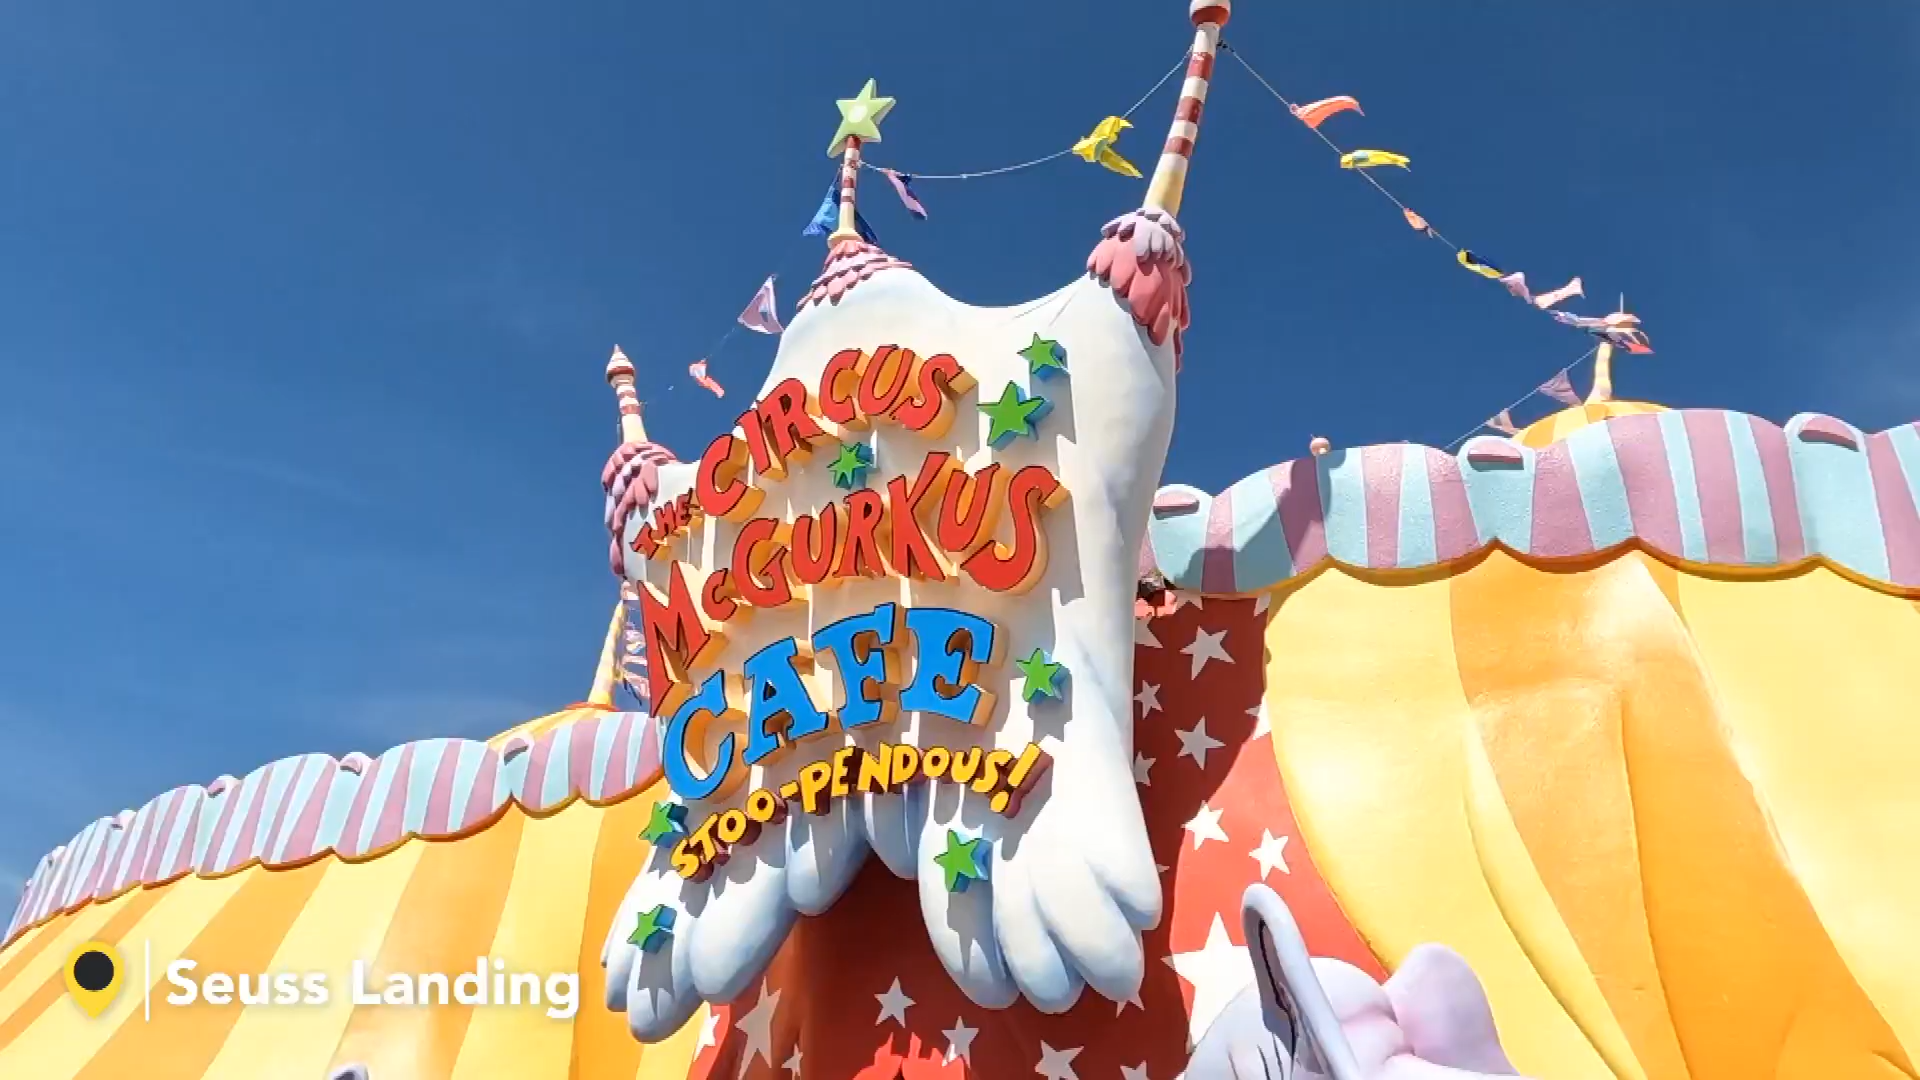 THE CIRCUS
McGURKUS
CAFE
STOO-PENDOUS!
Seuss Landing